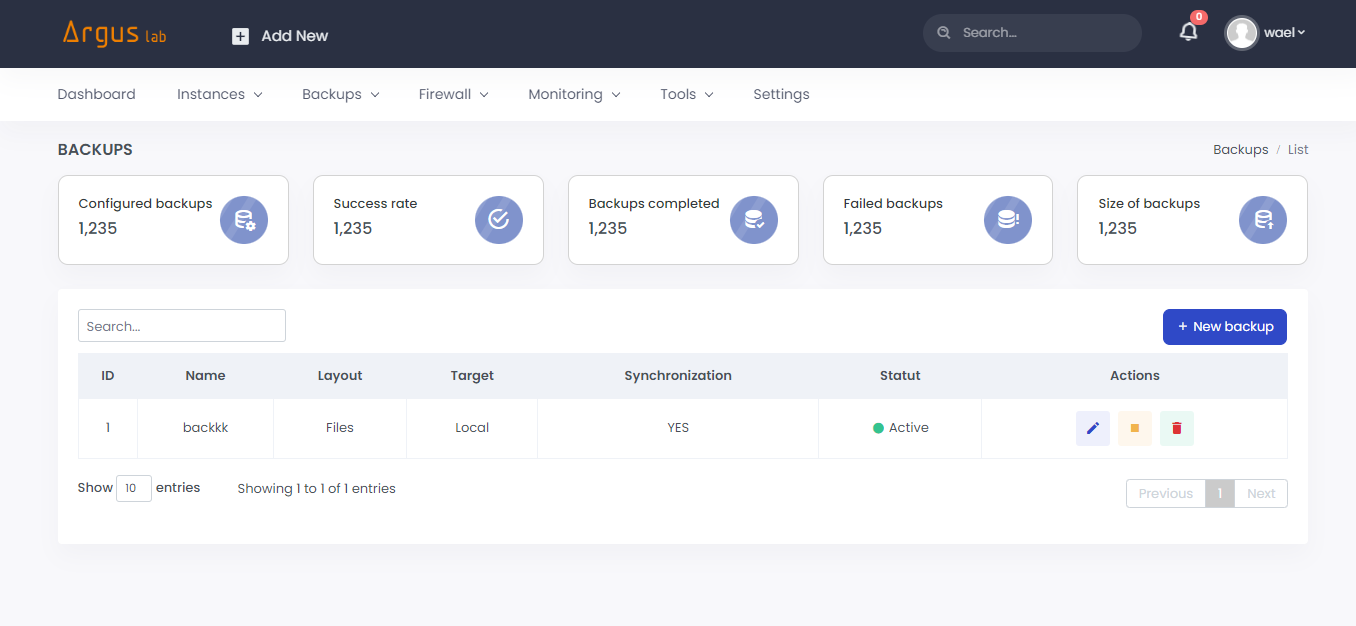 Argus lab
Add New
Search...
0
wael
Dashboard Instances Backups Firewall Monitoring Tools Settings
BACKUPS
Backups / List
Configured backups
1,235
Success rate
1,235
Backups completed
1,235
Failed backups
1,235
Size of backups
1,235
Search...
+ New backup
ID Name Layout Target Synchronization Statut Actions
1 backkk Files Local YES Active
Show 10 entries
Showing 1 to 1 of 1 entries
Previous 1 Next